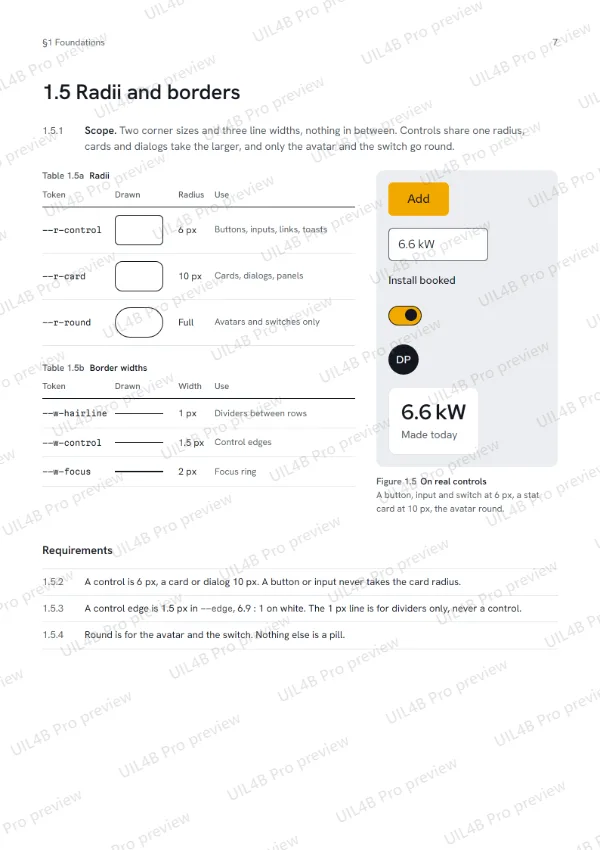 §1 Foundations
7
1.5 Radii and borders
1.5.1 Scope. Two corner sizes and three line widths, nothing in between. Controls share one radius,
cards and dialogs take the larger, and only the avatar and the switch go round.
Table 1.5a Radii
Token Drawn Radius Use
--r-control 6 px Buttons, inputs, links, toasts
--r-card 10 px Cards, dialogs, panels
--r-round Full Avatars and switches only
Table 1.5b Border widths
Token Drawn Width Use
--w-hairline 1 px Dividers between rows
--w-control 1.5 px Control edges
--w-focus 2 px Focus ring
Add
6.6 kW
Install booked
DP
6.6 kW
Made today
Figure 1.5 On real controls
A button, input and switch at 6 px, a stat
card at 10 px, the avatar round.
Requirements
1.5.2 A control is 6 px, a card or dialog 10 px. A button or input never takes the card radius.
1.5.3 A control edge is 1.5 px in --edge, 6.9 : 1 on white. The 1 px line is for dividers only, never a control.
1.5.4 Round is for the avatar and the switch. Nothing else is a pill.
UIL4B Pro preview